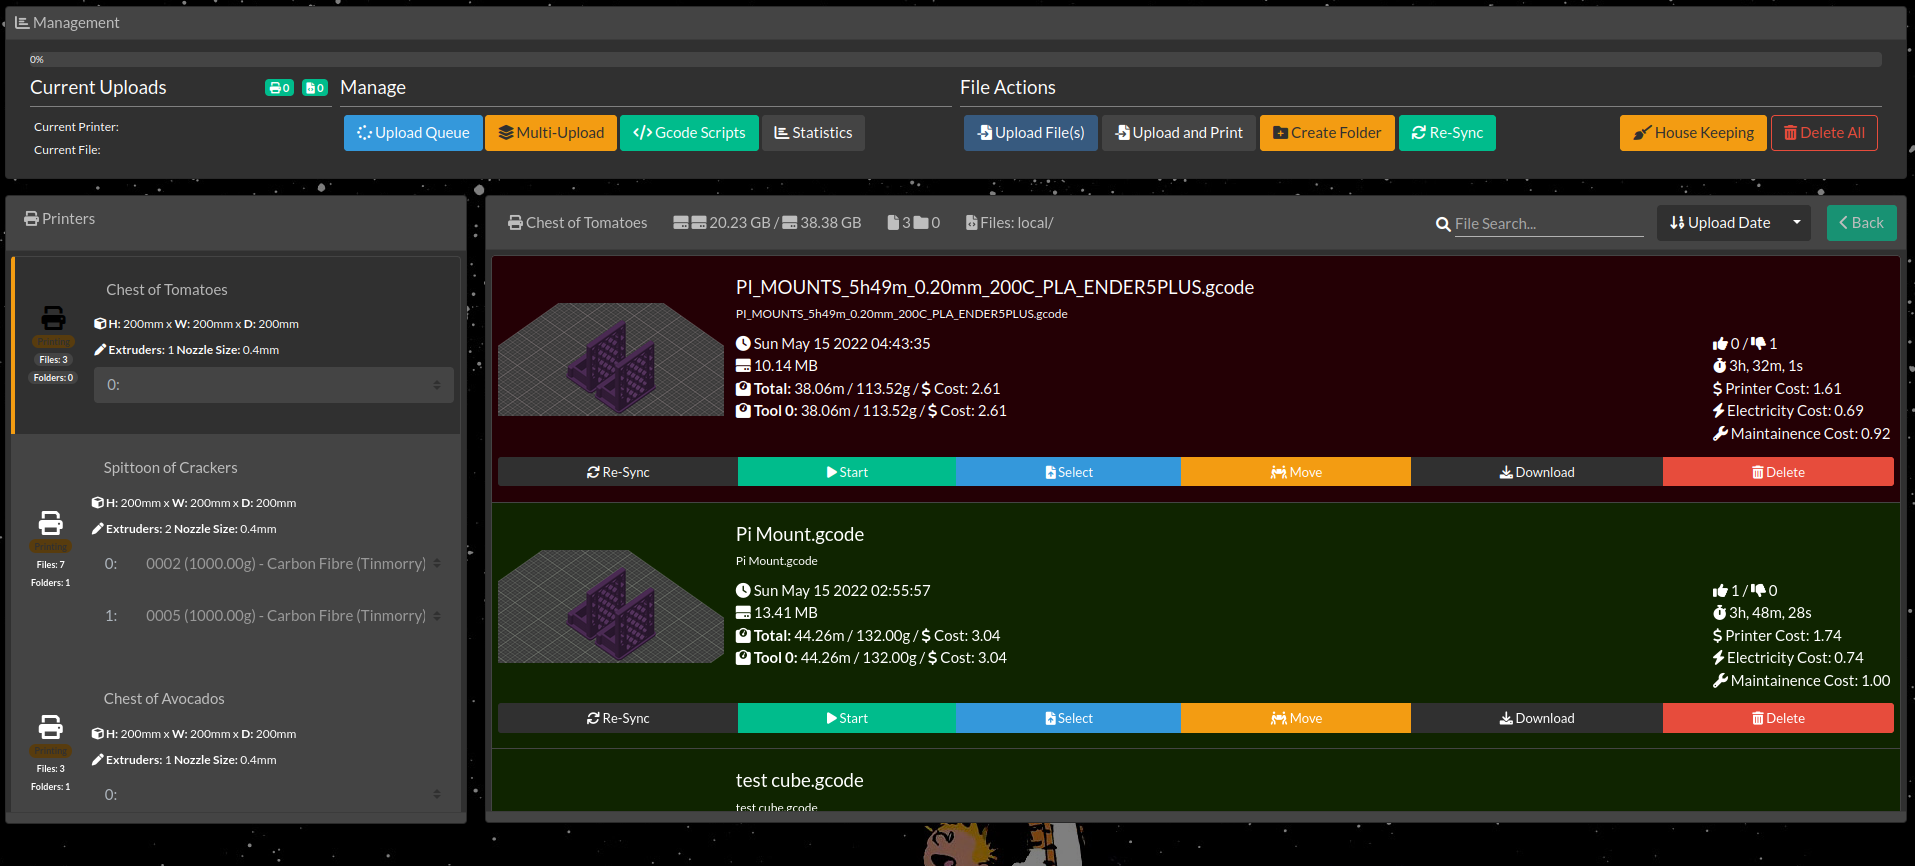 Management
0%
Current Uploads 0 0
Manage
File Actions
Current Printer:
Current File:
Upload Queue Multi-Upload Gcode Scripts Statistics
Upload File(s) Upload and Print Create Folder Re-Sync House Keeping Delete All
Printers
Chest of Tomatoes
Printing
Files: 3
Folders: 0
H: 200mm x W: 200mm x D: 200mm
Extruders: 1 Nozzle Size: 0.4mm
0:
Spittoon of Crackers
Printing
Files: 7
Folders: 1
H: 200mm x W: 200mm x D: 200mm
Extruders: 2 Nozzle Size: 0.4mm
0: 0002 (1000.00g) - Carbon Fibre (Tinmorry)
1: 0005 (1000.00g) - Carbon Fibre (Tinmorry)
Chest of Avocados
Printing
Files: 3
Folders: 1
H: 200mm x W: 200mm x D: 200mm
Extruders: 1 Nozzle Size: 0.4mm
0:
Chest of Tomatoes 20.23 GB / 38.38 GB 3 0 Files: local/
File Search... Upload Date Back
PI_MOUNTS_5h49m_0.20mm_200C_PLA_ENDER5PLUS.gcode
PI_MOUNTS_5h49m_0.20mm_200C_PLA_ENDER5PLUS.gcode
Sun May 15 2022 04:43:35
10.14 MB
Total: 38.06m / 113.52g / $ Cost: 2.61
Tool 0: 38.06m / 113.52g / $ Cost: 2.61
0 / 1
3h, 32m, 1s
$ Printer Cost: 1.61
Electricity Cost: 0.69
Maintainence Cost: 0.92
Re-Sync Start Select Move Download Delete
Pi Mount.gcode
Pi Mount.gcode
Sun May 15 2022 02:55:57
13.41 MB
Total: 44.26m / 132.00g / $ Cost: 3.04
Tool 0: 44.26m / 132.00g / $ Cost: 3.04
1 / 0
3h, 48m, 28s
$ Printer Cost: 1.74
Electricity Cost: 0.74
Maintainence Cost: 1.00
Re-Sync Start Select Move Download Delete
test cube.gcode
test cube.gcode